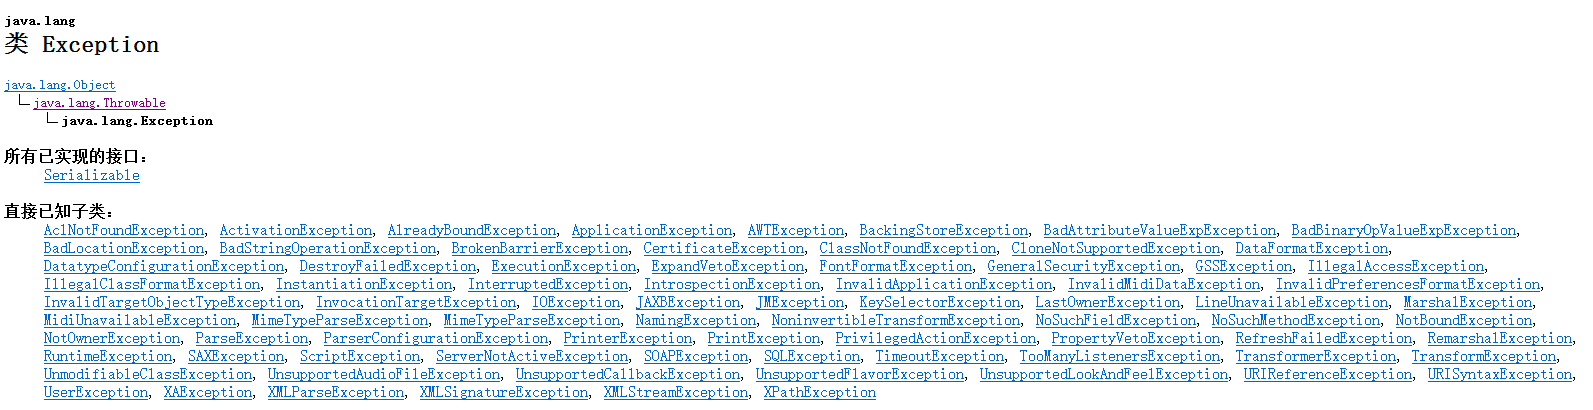 java.lang
类 Exception
java.lang.Object
java.lang.Throwable
java.lang.Exception
所有已实现的接口：
Serializable
直接已知子类：
AclNotFoundException, ActivationException, AlreadyBoundException, ApplicationException, AWTException, BackingStoreException, BadAttributeValueExpException, BadBinaryOpValueExpException,
BadLocationException, BadStringOperationException, BrokenBarrierException, CertificateException, ClassNotFoundException, CloneNotSupportedException, DataFormatException,
DatatypeConfigurationException, DestroyFailedException, ExecutionException, ExpandVetoException, FontFormatException, GeneralSecurityException, GSSException, IllegalAccessException,
IllegalClassFormatException, InstantiationException, InterruptedException, IntrospectionException, InvalidApplicationException, InvalidMidiDataException, InvalidPreferencesFormatException,
InvalidTargetObjectTypeException, InvocationTargetException, IOException, JAXBException, JMException, KeySelectorException, LastOwnerException, LineUnavailableException, MarshalException,
MidiUnavailableException, MimeTypeParseException, MimeTypeParseException, NamingException, NoninvertibleTransformException, NoSuchFieldException, NoSuchMethodException, NotBoundException,
NotOwnerException, ParseException, ParserConfigurationException, PrinterException, PrintException, PrivilegedActionException, PropertyVetoException, RefreshFailedException, RemarshalException,
RuntimeException, SAXException, ScriptException, ServerNotActiveException, SOAPException, SQLException, TimeoutException, TooManyListenersException, TransformerException, TransformException,
UnmodifiableClassException, UnsupportedAudioFileException, UnsupportedCallbackException, UnsupportedFlavorException, UnsupportedLookAndFeelException, URIReferenceException, URISyntaxException,
UserException, XAException, XMLParseException, XMLSignatureException, XMLStreamException, XPathException